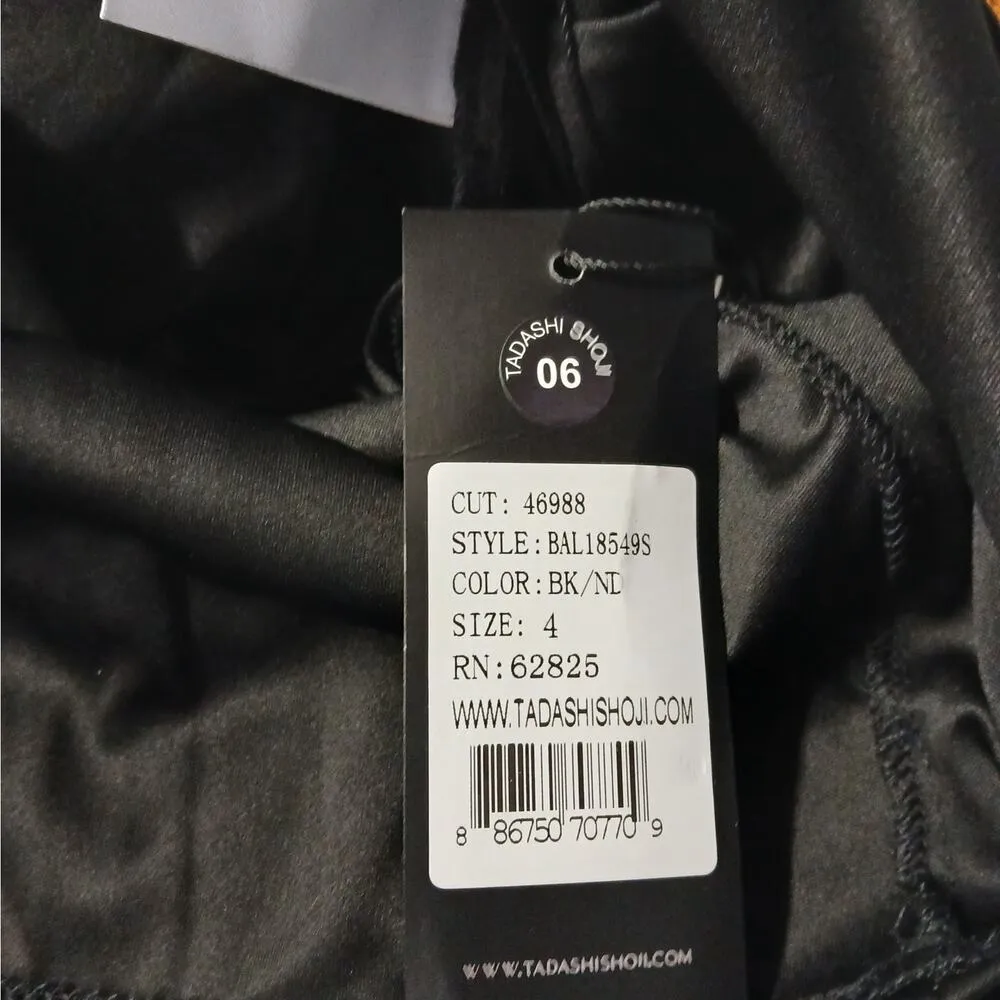 TADASHI SHOJI
06
CUT: 46988
STYLE:BAL18549S
COLOR:BK/ND
SIZE: 4
RN:62825
WWW.TADASHISHOJI.COM
8 86750 70770 9
WWW.TADASHISHOJI.COM